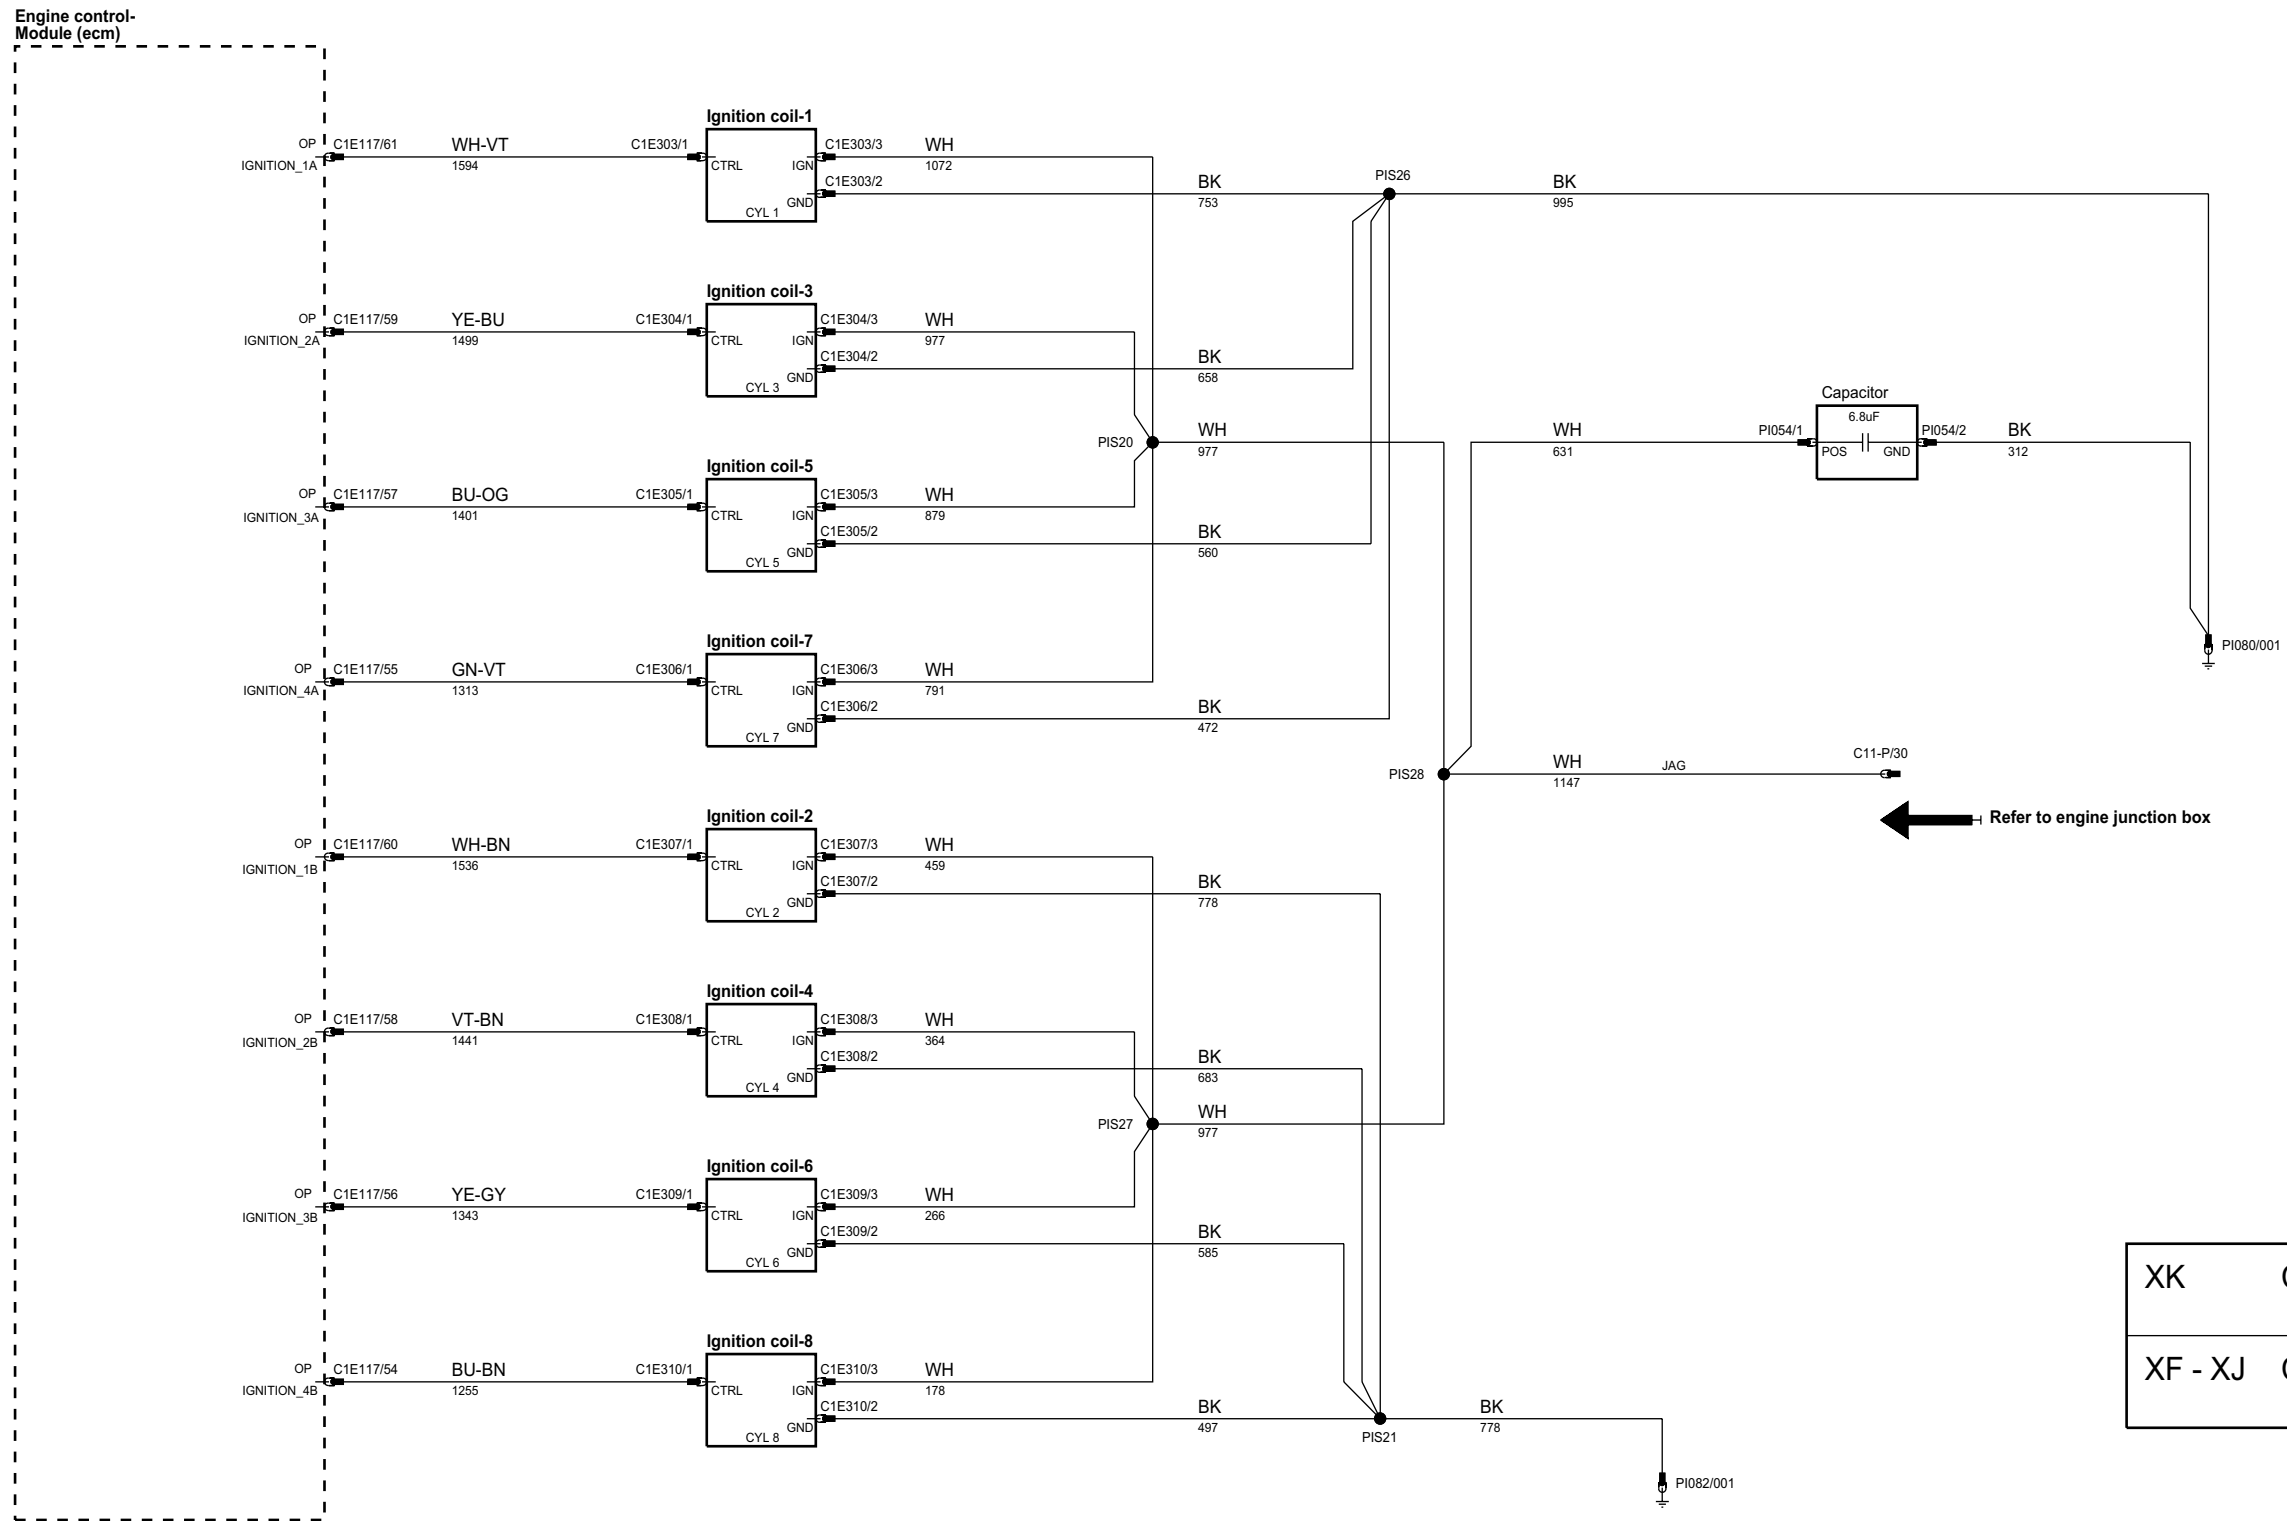 Engine control-
Module (ecm)
Ignition coil-1
OP C1E117/61 WH-VT C1E303/1 C1E303/3 WH
IGNITION_1A 1594 CTRL IGN 1072
C1E303/2 BK PIS26 BK
GND 753 995
CYL 1
Ignition coil-3
OP C1E117/59 YE-BU C1E304/1 C1E304/3 WH
IGNITION_2A 1499 CTRL IGN 977
C1E304/2 BK
GND 658
CYL 3
Capacitor
6.8uF
PIS20 WH WH PI054/1 PI054/2 BK
977 631 POS GND 312
Ignition coil-5
OP C1E117/57 BU-OG C1E305/1 C1E305/3 WH
IGNITION_3A 1401 CTRL IGN 879
C1E305/2 BK
GND 560
CYL 5
Ignition coil-7
PI080/001
OP C1E117/55 GN-VT C1E306/1 C1E306/3 WH
IGNITION_4A 1313 CTRL IGN 791
C1E306/2 BK
GND 472
CYL 7
PIS28 WH JAG C11-P/30
1147
Refer to engine junction box
Ignition coil-2
OP C1E117/60 WH-BN C1E307/1 C1E307/3 WH
IGNITION_1B 1536 CTRL IGN 459
C1E307/2 BK
GND 778
CYL 2
Ignition coil-4
OP C1E117/58 VT-BN C1E308/1 C1E308/3 WH
IGNITION_2B 1441 CTRL IGN 364
C1E308/2 BK
GND 683
CYL 4
PIS27 WH
977
Ignition coil-6
OP C1E117/56 YE-GY C1E309/1 C1E309/3 WH
IGNITION_3B 1343 CTRL IGN 266
C1E309/2 BK
GND 585
CYL 6
XK
Ignition coil-8
OP C1E117/54 BU-BN C1E310/1 C1E310/3 WH
IGNITION_4B 1255 CTRL IGN 178
XF - XJ
C1E310/2 BK BK
GND 497 PIS21 778
CYL 8
PI082/001